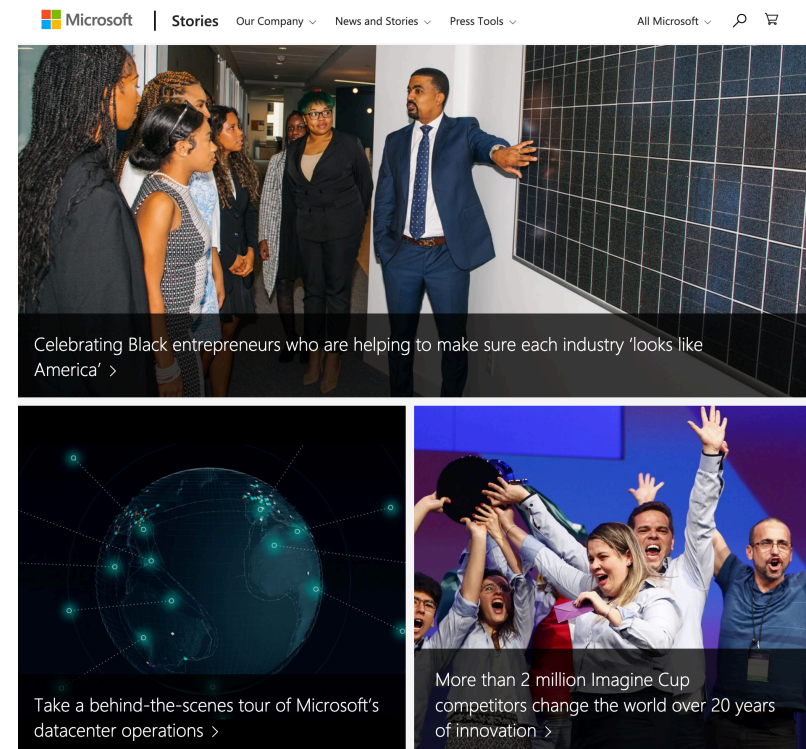 Microsoft | Stories Our Company News and Stories Press Tools All Microsoft
Celebrating Black entrepreneurs who are helping to make sure each industry ‘looks like
America’ >
Take a behind-the-scenes tour of Microsoft’s
datacenter operations >
More than 2 million Imagine Cup
competitors change the world over 20 years
of innovation >